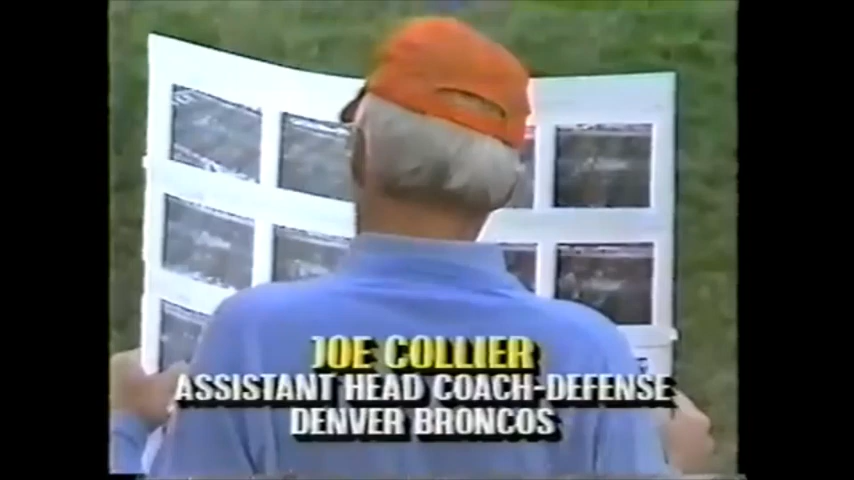 JOE COLLIER
ASSISTANT HEAD COACH-DEFENSE
DENVER BRONCOS